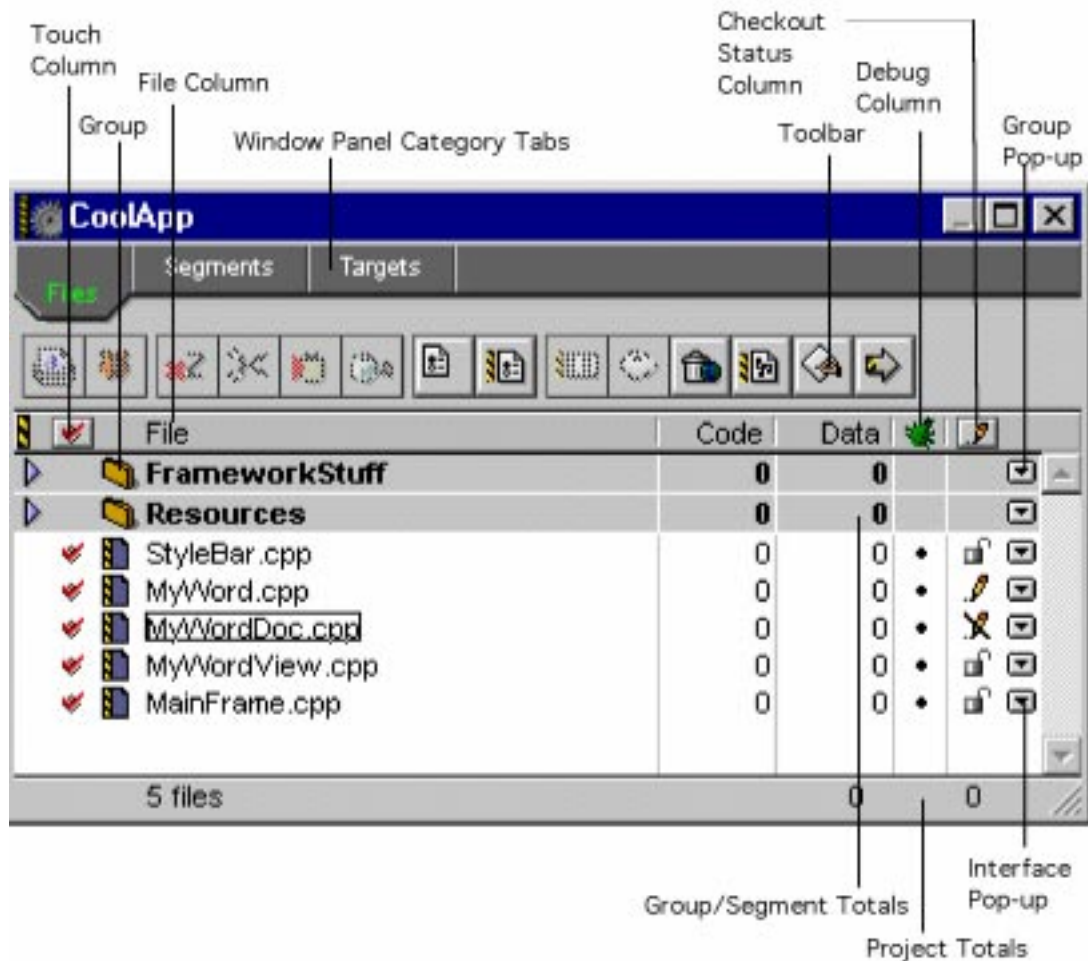 Touch
Column
File Column
Group
Window Panel Category Tabs
Checkout
Status
Column
Debug
Column
Toolbar
Group
Pop-up
CoolApp
Files
Segments
Targets
File Code Data
FrameworkStuff 0 0
Resources 0 0
StyleBar.cpp 0 0
MyWord.cpp 0 0
MyWordDoc.cpp 0 0
MyWordView.cpp 0 0
MainFrame.cpp 0 0
5 files 0 0
Interface
Pop-up
Group/Segment Totals
Project Totals